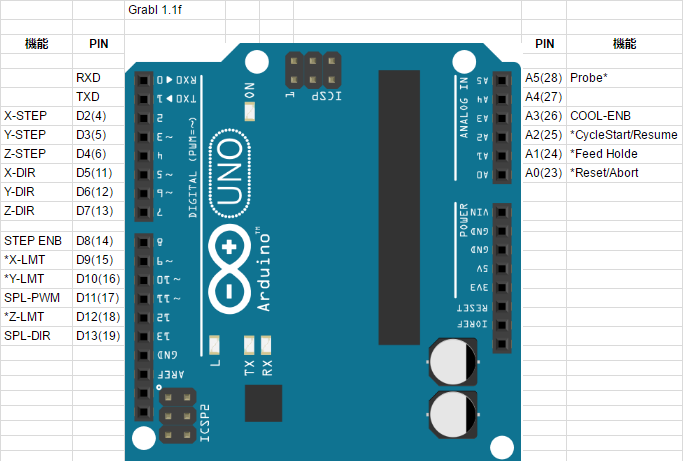 Grabl 1.1f
機能 PIN PIN 機能
RXD
TXD
X-STEP D2(4)
Y-STEP D3(5)
Z-STEP D4(6)
X-DIR D5(11)
Y-DIR D6(12)
Z-DIR D7(13)
STEP ENB D8(14)
*X-LMT D9(15)
*Y-LMT D10(16)
SPL-PWM D11(17)
*Z-LMT D12(18)
SPL-DIR D13(19)
RXD ▶ 0
TXD ▶ 1
2
~ 3
4
~ 5
~ 6
7
DIGITAL (PWM=~)
8
~ 9
~ 10
~ 11
12
13
GND
AREF
ON
1
ICSP
UNO
Arduino™
L
TX
RX
ICSP2
ANALOG IN
A5
A4
A3
A2
A1
A0
POWER
VIN
GND
GND
5V
3V3
RESET
IOREF
A5(28) Probe*
A4(27)
A3(26) COOL-ENB
A2(25) *CycleStart/Resume
A1(24) *Feed Holde
A0(23) *Reset/Abort